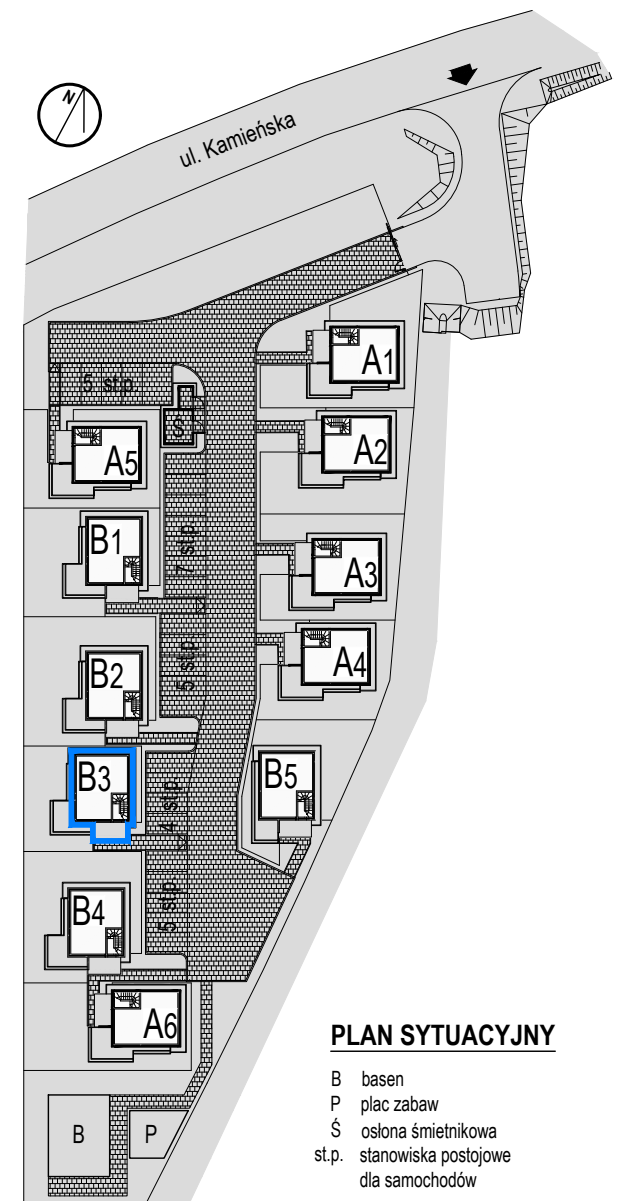 N
ul. Kamieńska
A1
5 st.p.
Ś
A2
A5
B1
7 st.p.
A3
A4
B2
5 st.p.
B3
4 st.p.
B5
B4
5 st.p.
A6
B
P
PLAN SYTUACYJNY
B basen
P plac zabaw
Ś osłona śmietnikowa
st.p. stanowiska postojowe
dla samochodów